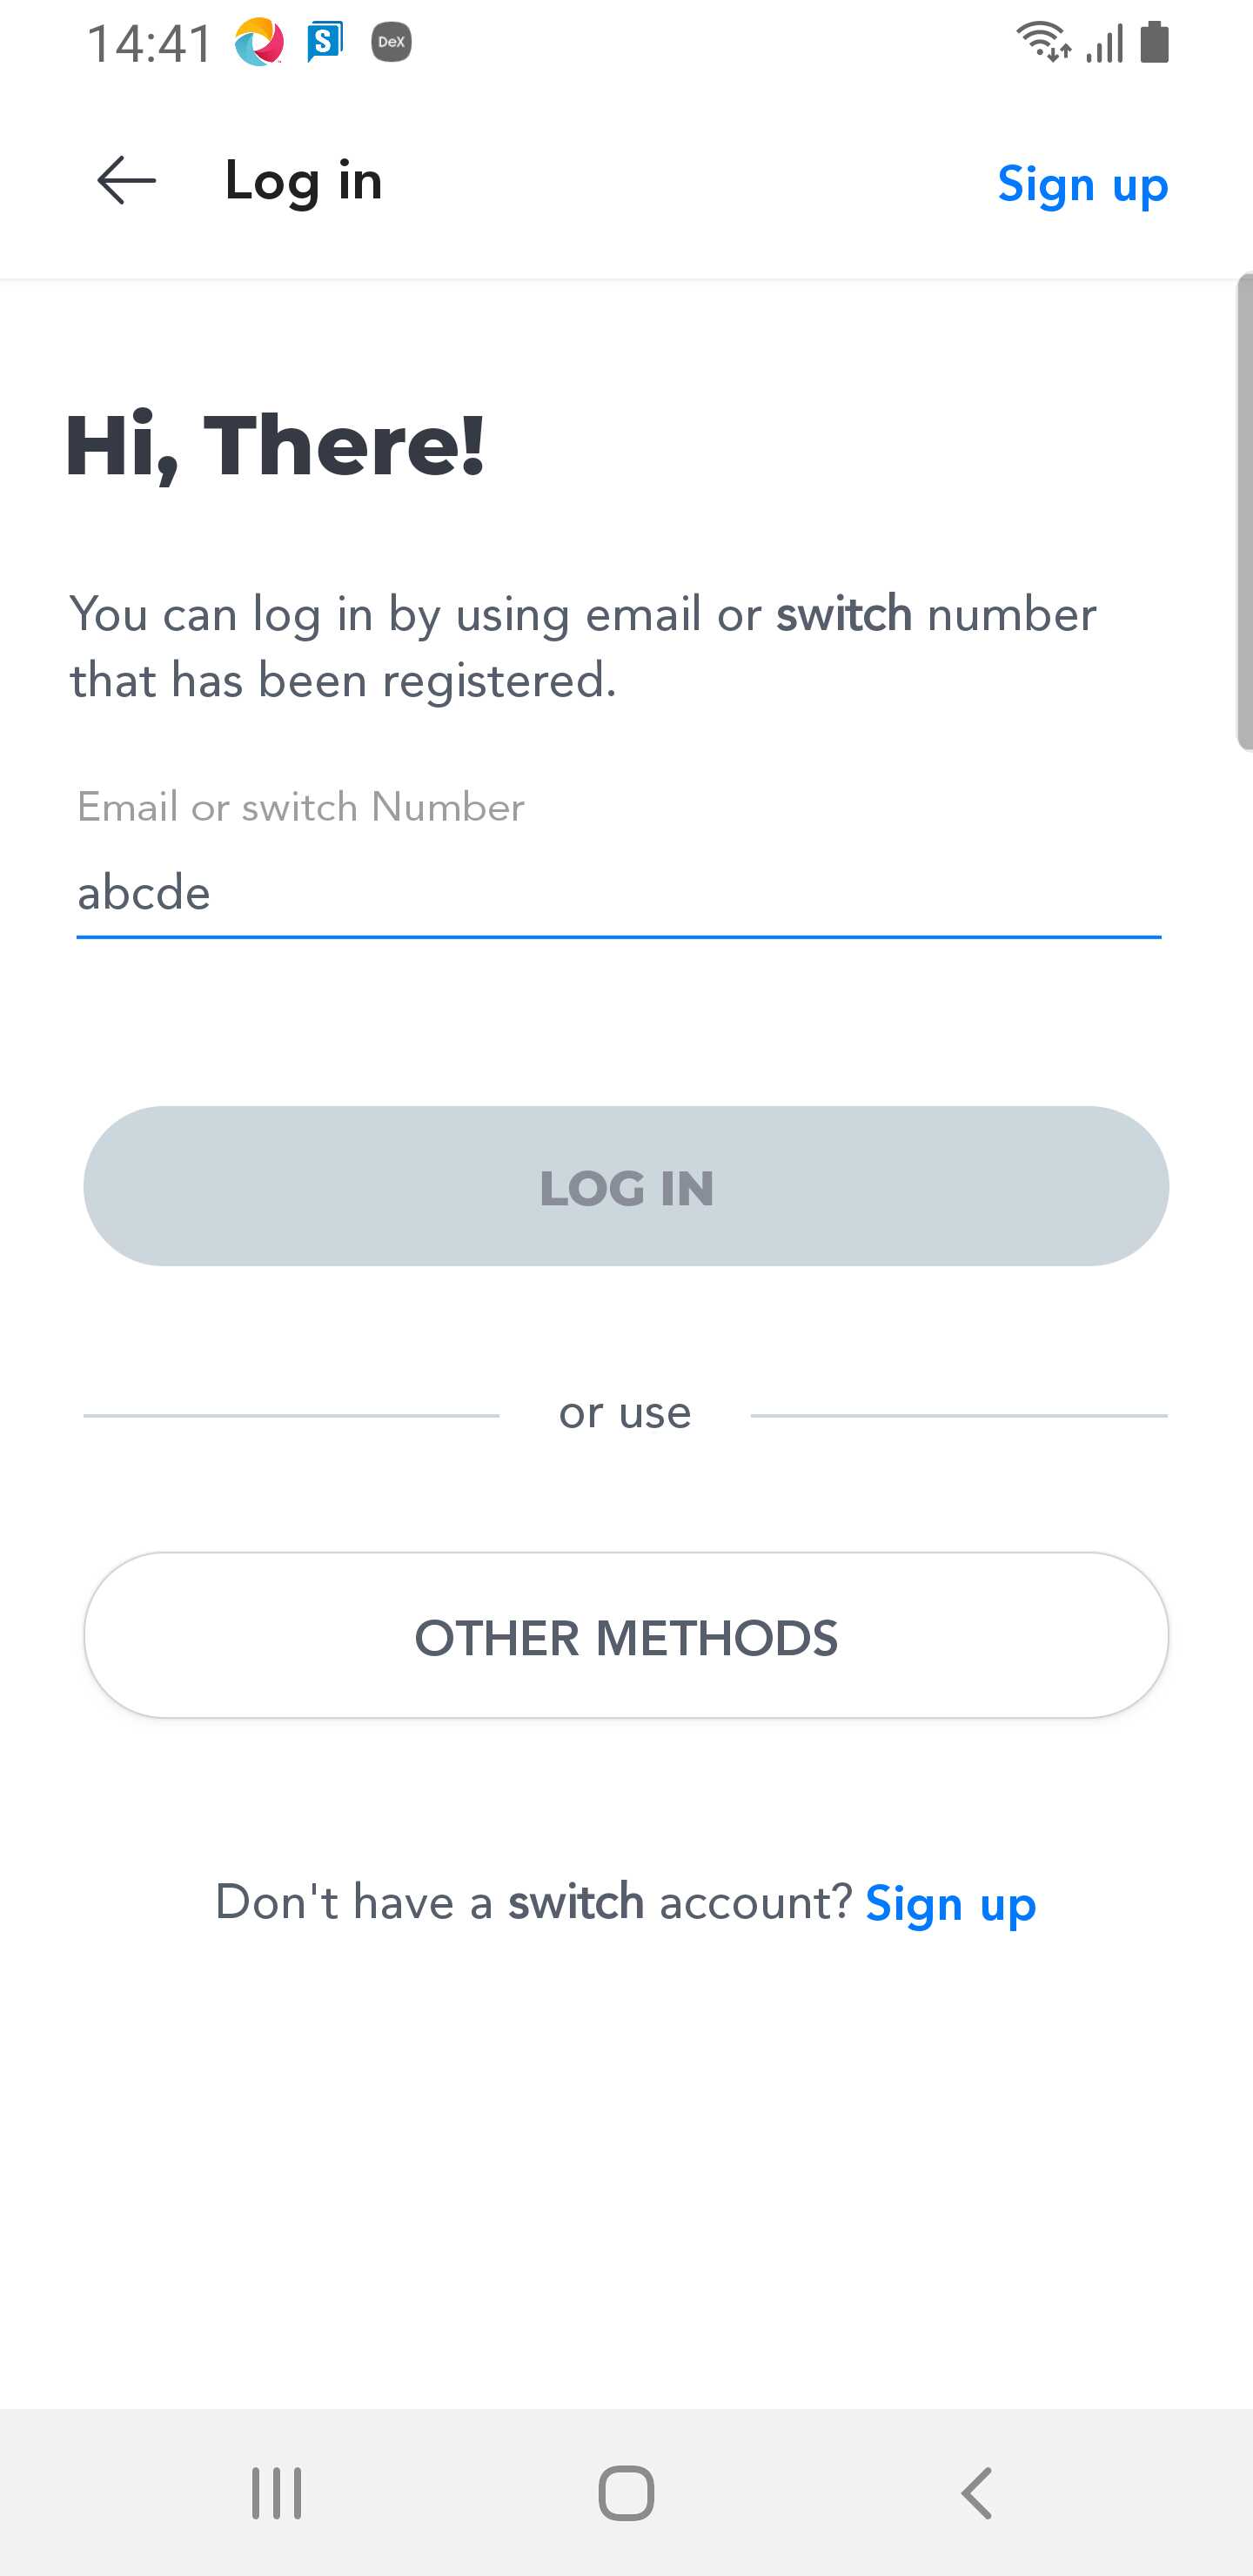 14:41 S DeX
Log in
Sign up
Hi, There!
You can log in by using email or switch number
that has been registered.
Email or switch Number
abcde
LOG IN
or use
OTHER METHODS
Don't have a switch account? Sign up